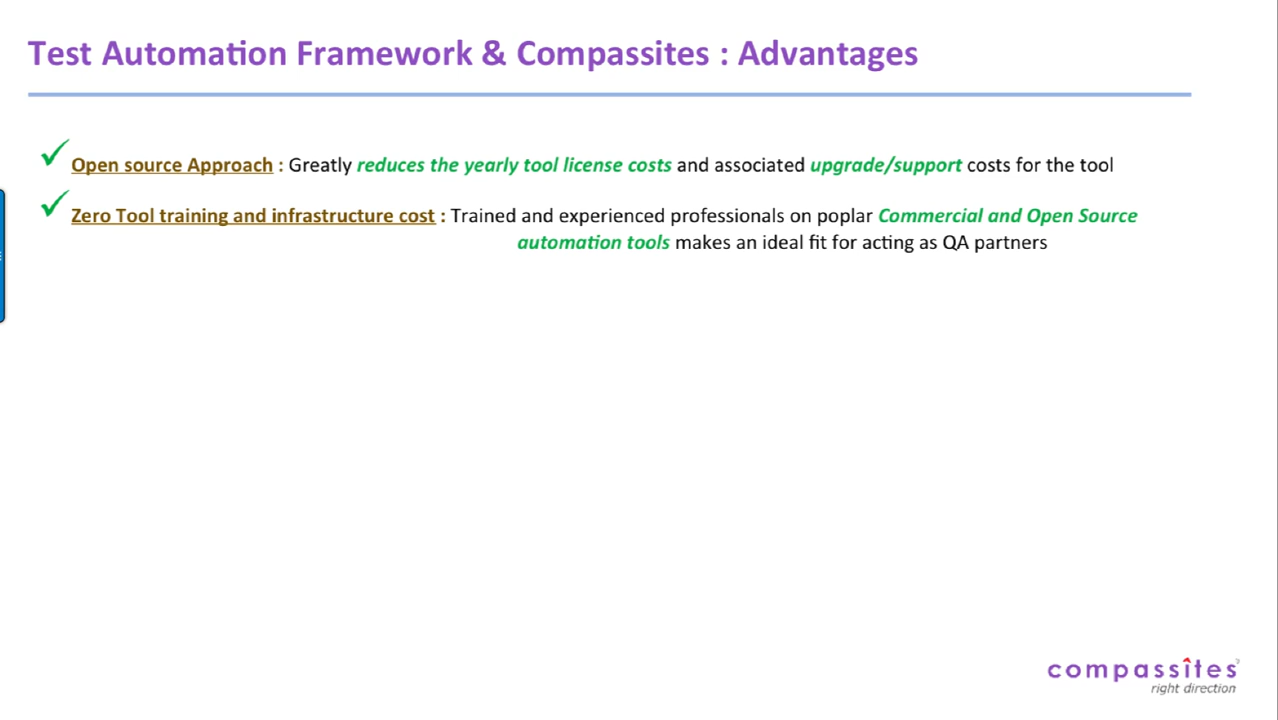 Test Automation Framework & Compassites : Advantages
Open source Approach : Greatly reduces the yearly tool license costs and associated upgrade/support costs for the tool
Zero Tool training and infrastructure cost : Trained and experienced professionals on poplar Commercial and Open Source
automation tools makes an ideal fit for acting as QA partners
compassites
right direction